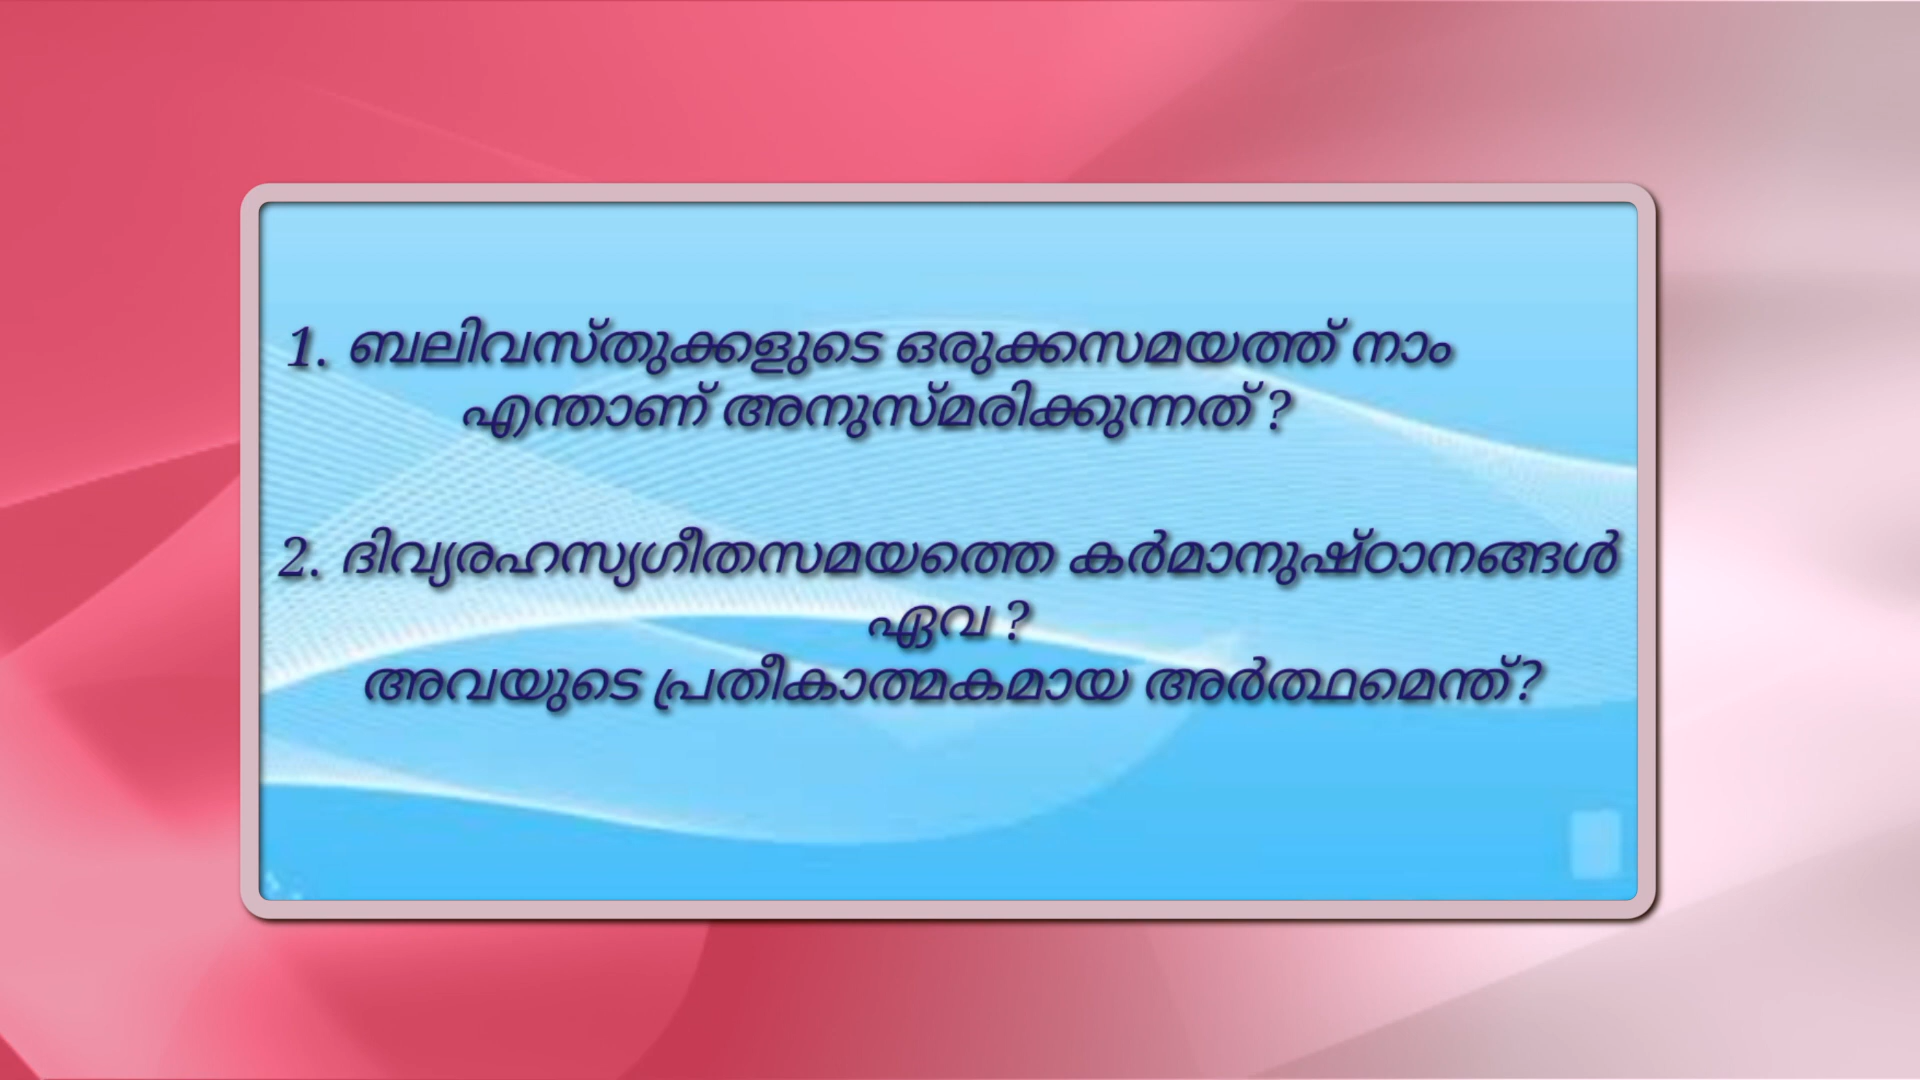 1. ബലിവസ്തുക്കളുടെ ഒരുക്കസമയത്ത് നാം
എന്താണ് അനുസ്മരിക്കുന്നത് ?
2. ദിവ്യരഹസ്യഗീതസമയത്തെ കർമാനുഷ്ഠാനങ്ങൾ
ഏവ ?
അവയുടെ പ്രതീകാത്മകമായ അർത്ഥമെന്ത്?